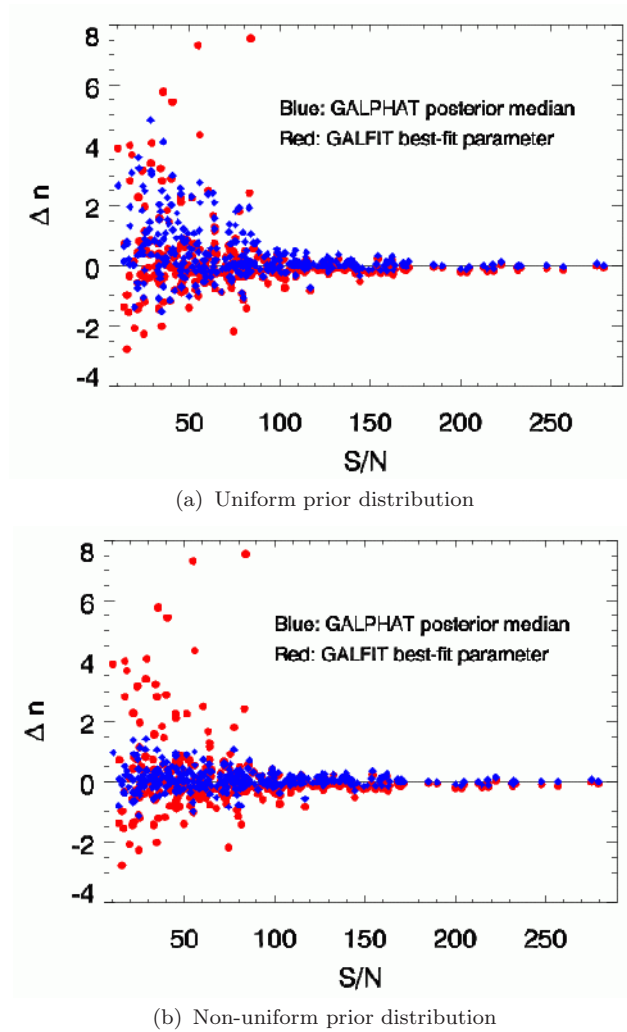 8
6
4
2
0
-2
-4
Δ n
Blue: GALPHAT posterior median
Red: GALFIT best-fit parameter
50 100 150 200 250
S/N
(a) Uniform prior distribution
8
6
4
2
0
-2
-4
Δ n
Blue: GALPHAT posterior median
Red: GALFIT best-fit parameter
50 100 150 200 250
S/N
(b) Non-uniform prior distribution